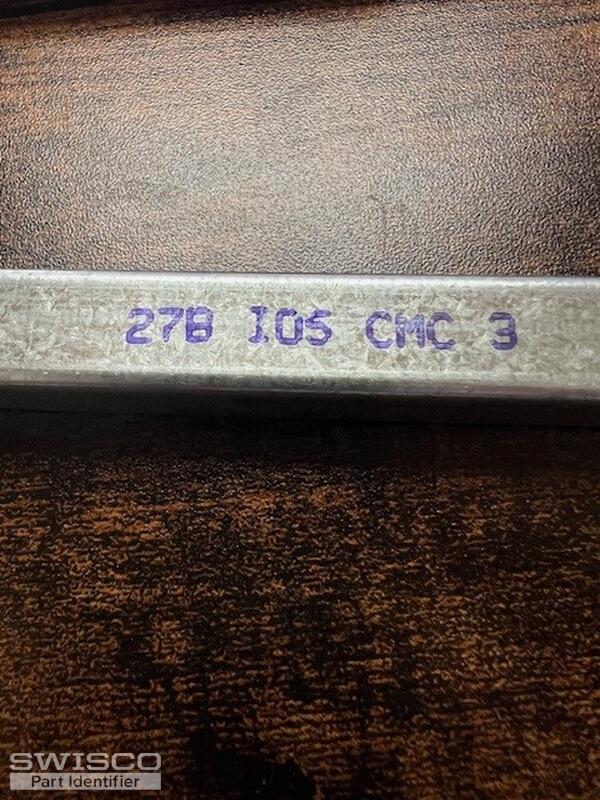 27B I05 CMC 3
SWISCO
Part Identifier